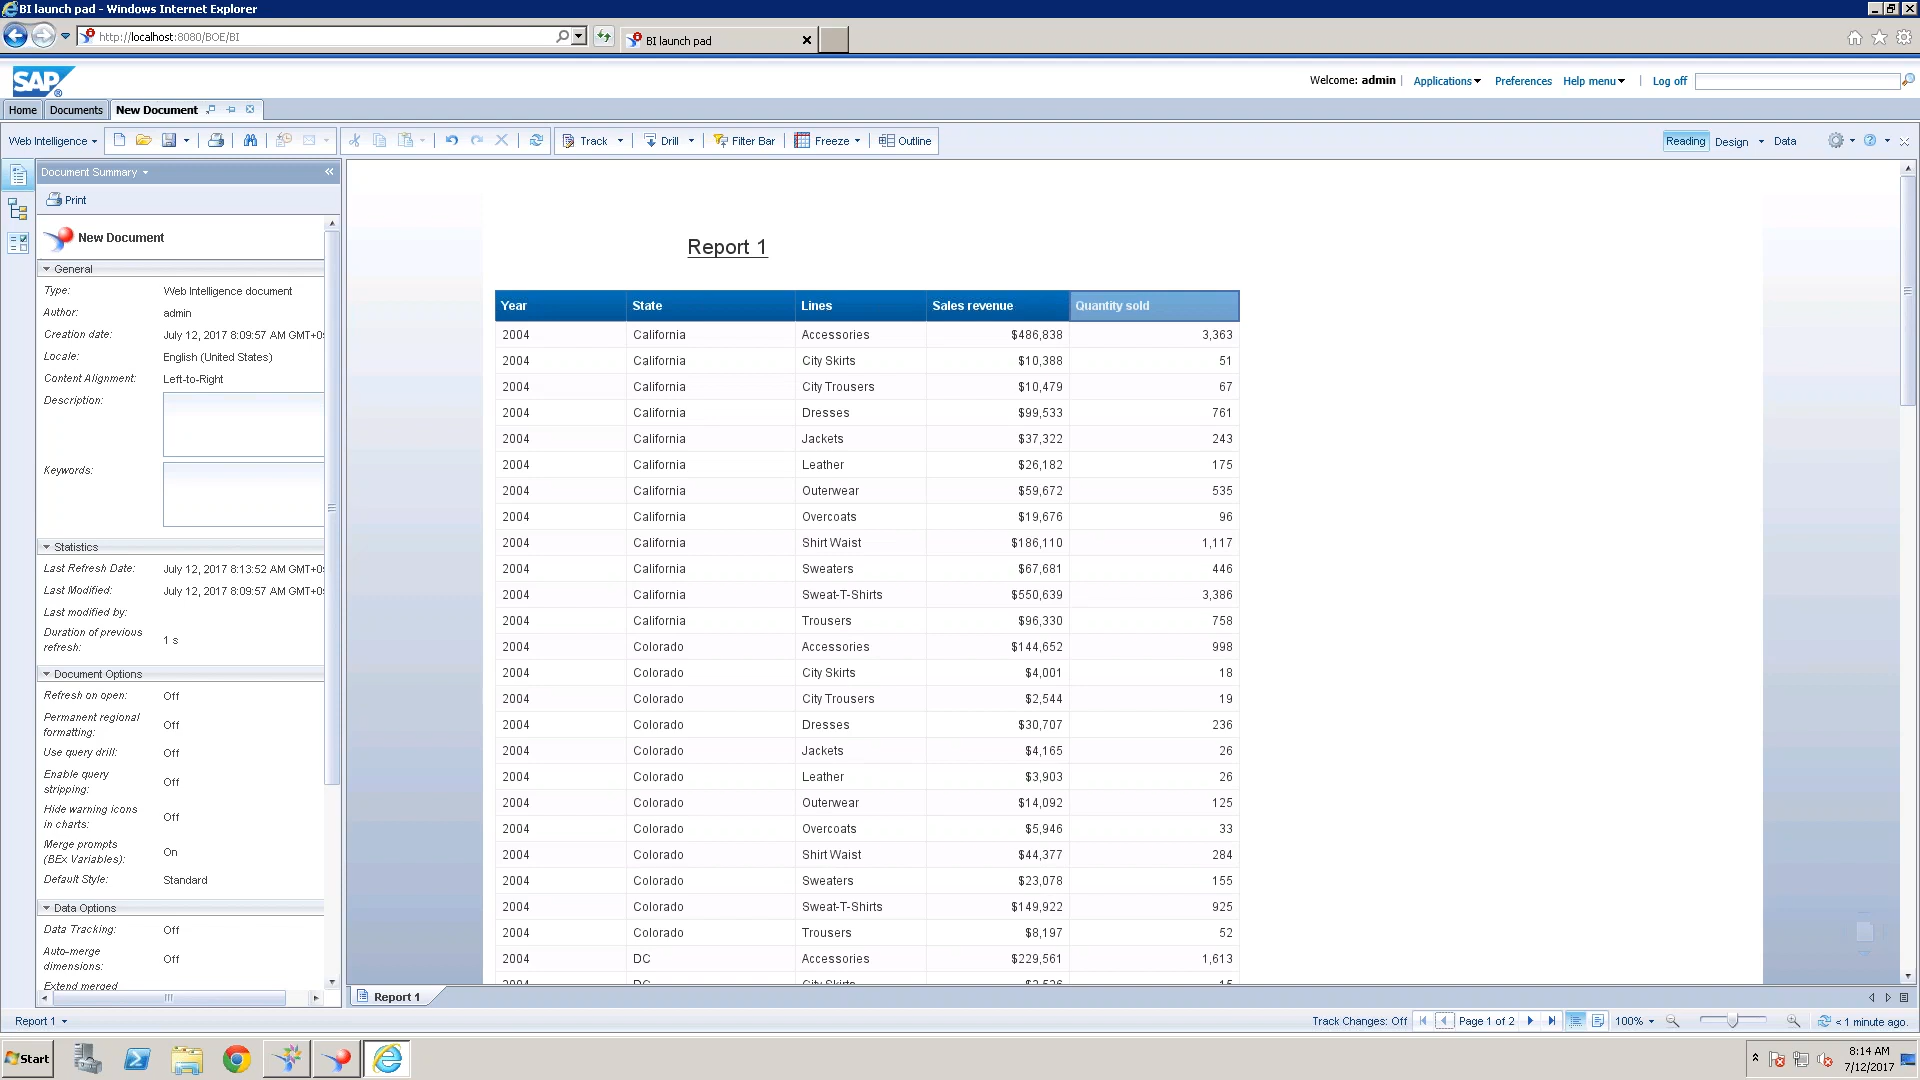 BI launch pad - Windows Internet Explorer
http://localhost:8080/BOE/BI
BI launch pad
SAP
Welcome: admin
Applications
Preferences
Help menu
Log off
Home
Documents
New Document
Web Intelligence
Track
Drill
Filter Bar
Freeze
Outline
Reading
Design
Data
Document Summary
Print
New Document
General
Type: Web Intelligence document
Author: admin
Creation date: July 12, 2017 8:09:57 AM GMT+0
Locale: English (United States)
Content Alignment: Left-to-Right
Description:
Keywords:
Statistics
Last Refresh Date: July 12, 2017 8:13:52 AM GMT+0
Last Modified: July 12, 2017 8:09:57 AM GMT+0
Last modified by:
Duration of previous refresh: 1 s
Document Options
Refresh on open: Off
Permanent regional formatting: Off
Use query drill: Off
Enable query stripping: Off
Hide warning icons in charts: Off
Merge prompts (BEx Variables): On
Default Style: Standard
Data Options
Data Tracking: Off
Auto-merge dimensions: Off
Extend merged
Report 1
Year State Lines Sales revenue Quantity sold
2004 California Accessories $486,838 3,363
2004 California City Skirts $10,388 51
2004 California City Trousers $10,479 67
2004 California Dresses $99,533 761
2004 California Jackets $37,322 243
2004 California Leather $26,182 175
2004 California Outerwear $59,672 535
2004 California Overcoats $19,676 96
2004 California Shirt Waist $186,110 1,117
2004 California Sweaters $67,681 446
2004 California Sweat-T-Shirts $550,639 3,386
2004 California Trousers $96,330 758
2004 Colorado Accessories $144,652 998
2004 Colorado City Skirts $4,001 18
2004 Colorado City Trousers $2,544 19
2004 Colorado Dresses $30,707 236
2004 Colorado Jackets $4,165 26
2004 Colorado Leather $3,903 26
2004 Colorado Outerwear $14,092 125
2004 Colorado Overcoats $5,946 33
2004 Colorado Shirt Waist $44,377 284
2004 Colorado Sweaters $23,078 155
2004 Colorado Sweat-T-Shirts $149,922 925
2004 Colorado Trousers $8,197 52
2004 DC Accessories $229,561 1,613
2004 DC City Skirts
Report 1
Report 1
Track Changes: Off
Page 1 of 2
100%
< 1 minute ago.
Start
8:14 AM
7/12/2017